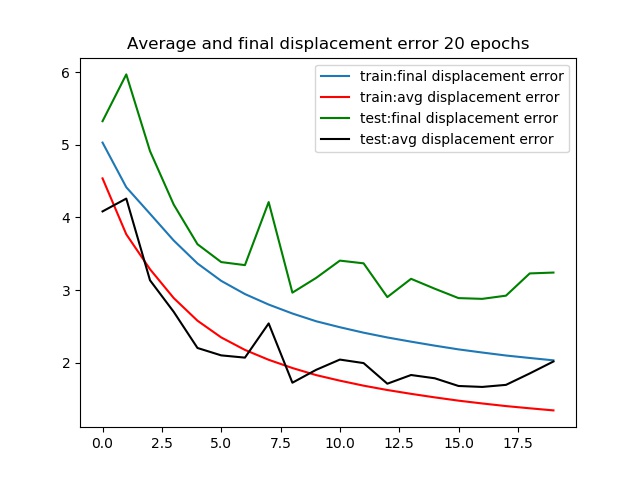 Average and final displacement error 20 epochs
train:final displacement error
train:avg displacement error
test:final displacement error
test:avg displacement error
6
5
4
3
2
0.0 2.5 5.0 7.5 10.0 12.5 15.0 17.5